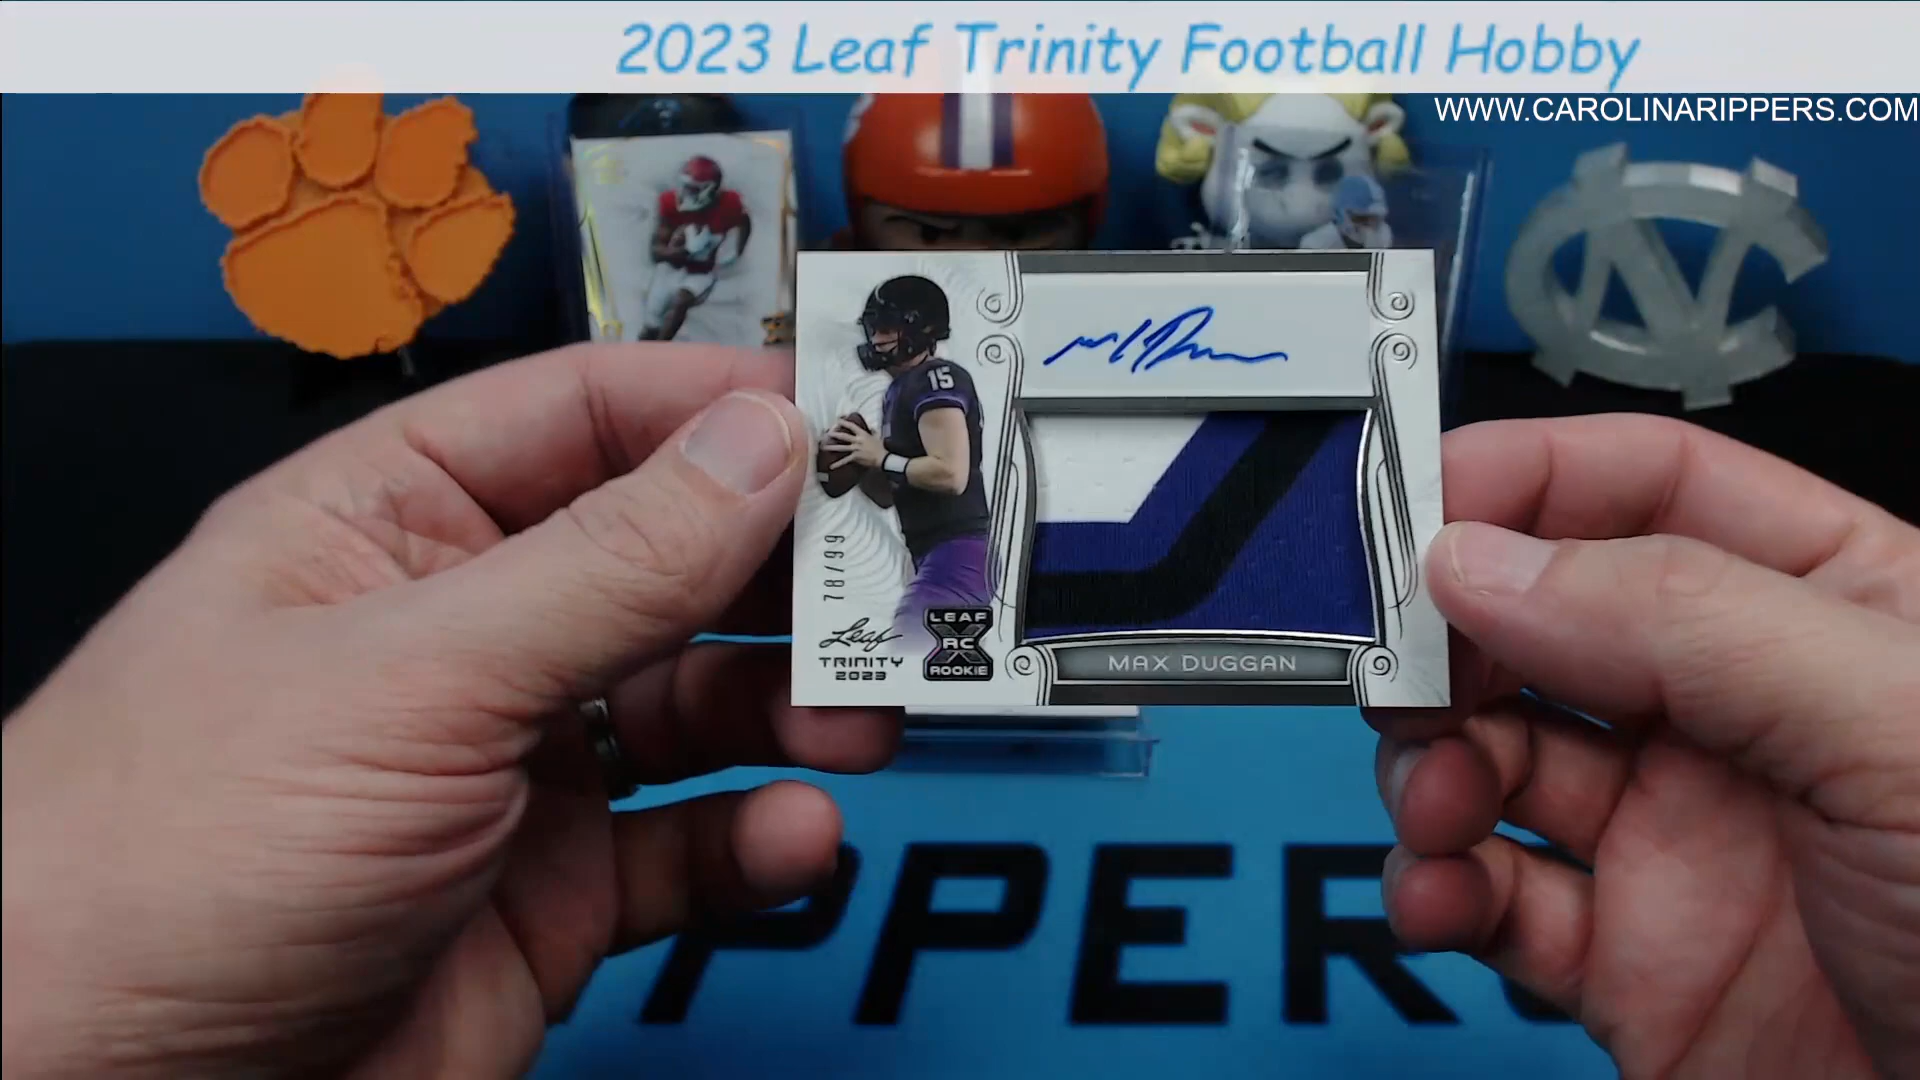 2023 Leaf Trinity Football Hobby
WWW.CAROLINARIPPERS.COM
15
78/99
Leaf
TRINITY
2023
LEAF
RC
ROOKIE
MAX DUGGAN